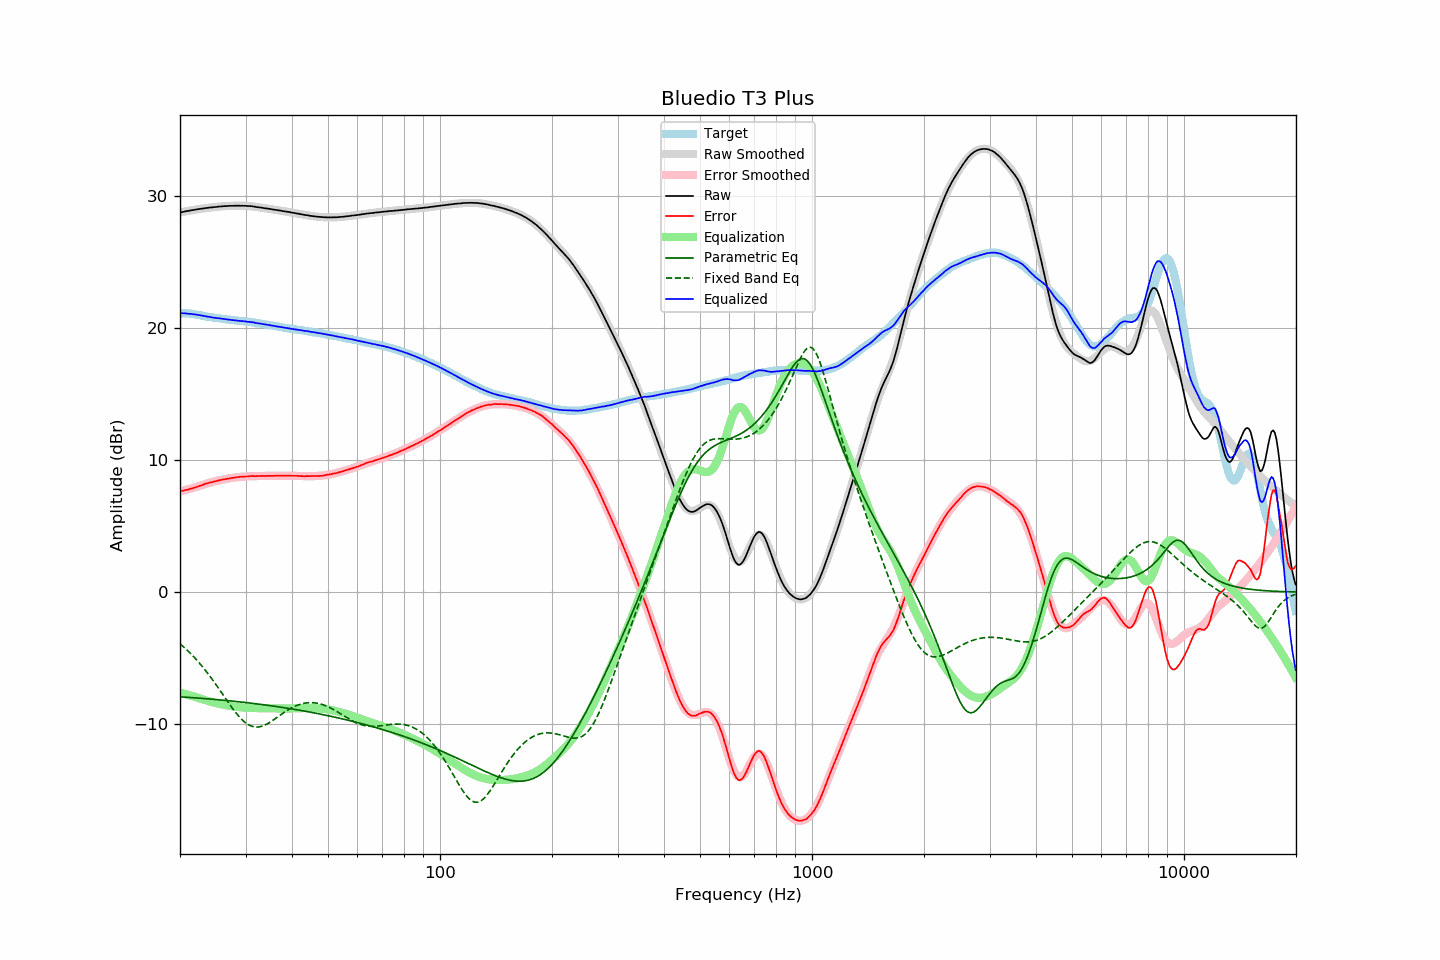 Bluedio T3 Plus
Target
Raw Smoothed
Error Smoothed
Raw
Error
Equalization
Parametric Eq
Fixed Band Eq
Equalized
Amplitude (dBr)
30
20
10
0
−10
100
1000
10000
Frequency (Hz)